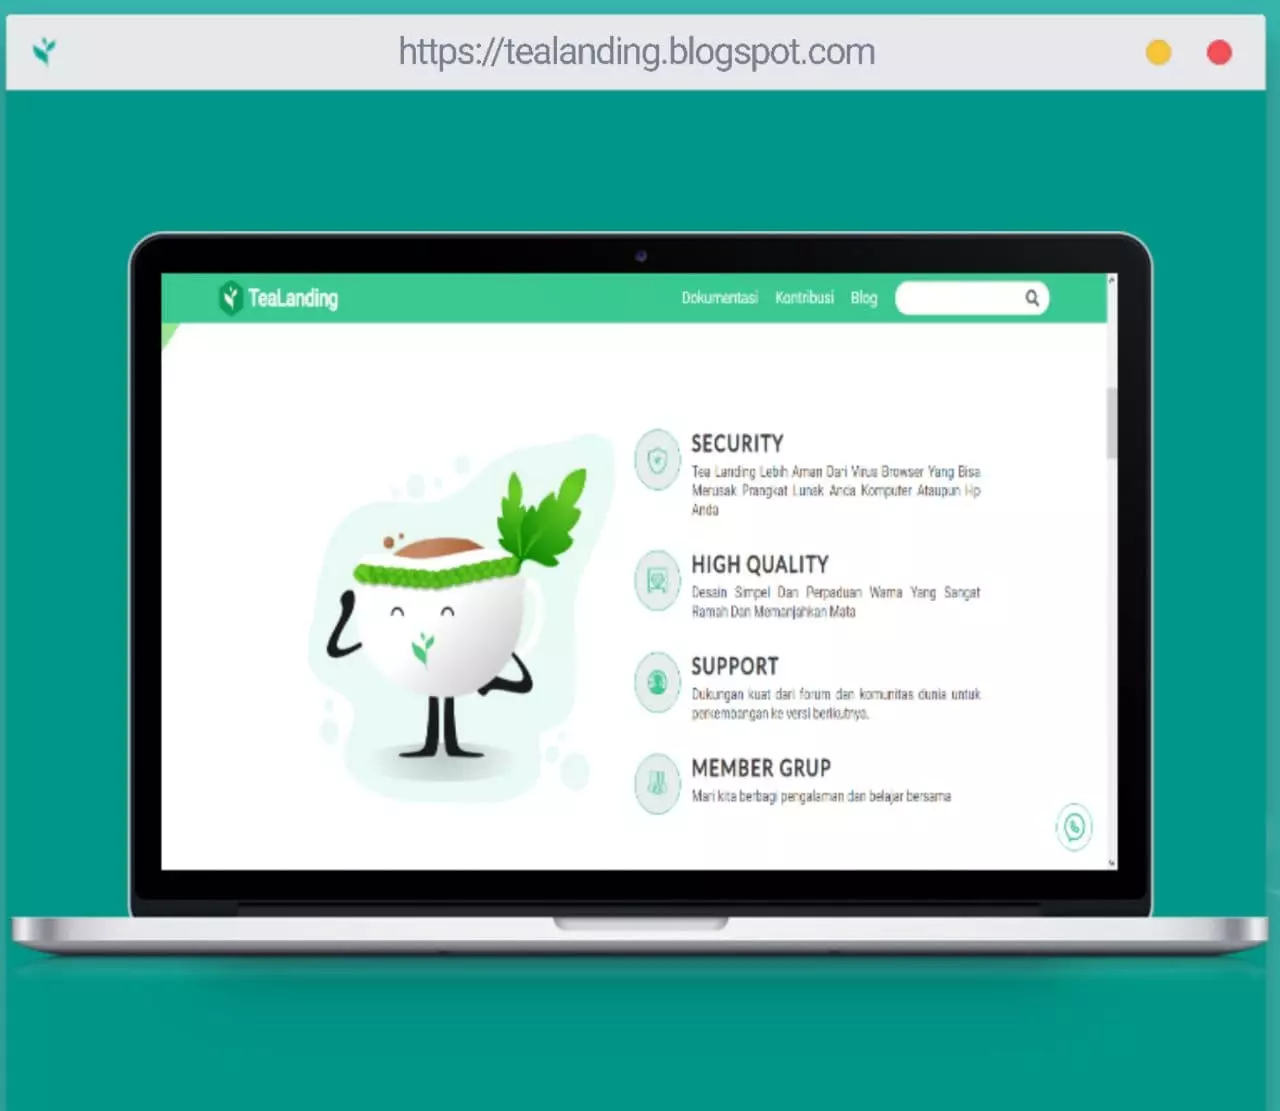 https://tealanding.blogspot.com
TeaLanding
Dokumentasi Kontribusi Blog
SECURITY
Tea Landing Lebih Aman Dari Virus Browser Yang Bisa
Merusak Prangkat Lunak Anda Komputer Ataupun Hp
Anda
HIGH QUALITY
Desain Simpel Dan Perpaduan Warna Yang Sangat
Ramah Dan Memanjahkan Mata
SUPPORT
Dukungan kuat dari forum dan komunitas dunia untuk
perkembangan ke versi berikutnya.
MEMBER GRUP
Mari kita berbagi pengalaman dan belajar bersama